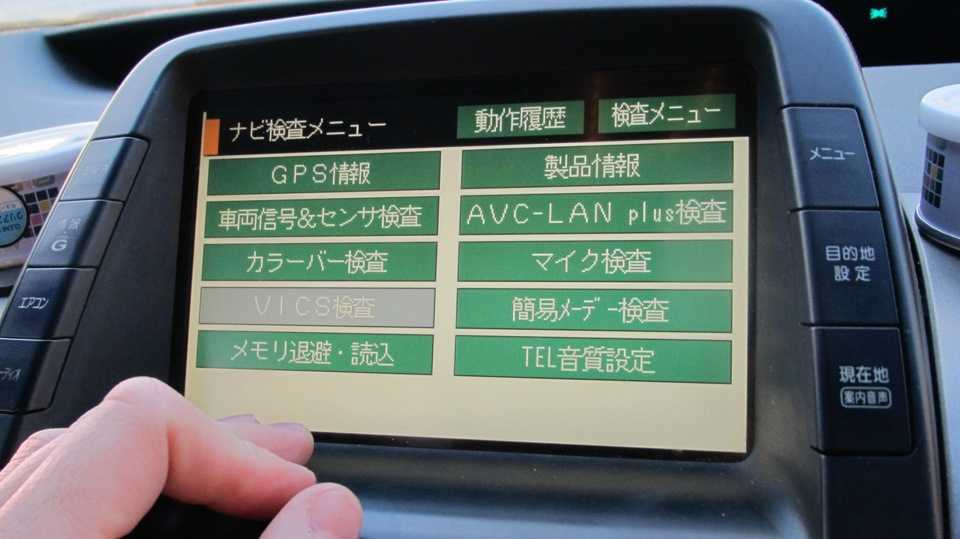 ナビ検査メニュー
動作履歴
検査メニュー
GPS情報
製品情報
車両信号&センサ検査
AVC-LAN plus検査
カラーバー検査
マイク検査
VICS検査
簡易メーデー検査
メモリ退避・読込
TEL音質設定
メニュー
目的地
設定
現在地
案内音声
G
エアコン